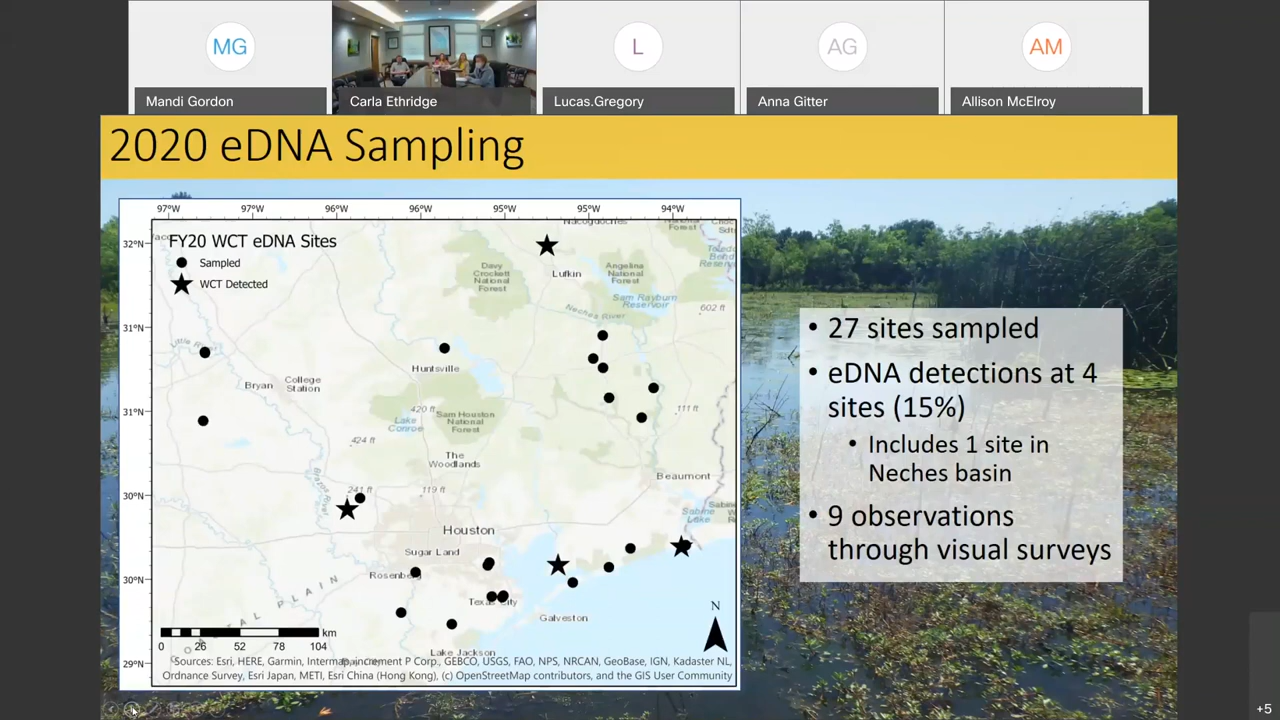 MG
L
AG
AM
Mandi Gordon
Carla Ethridge
Lucas.Gregory
Anna Gitter
Allison McElroy
2020 eDNA Sampling
97°W 97°W 96°W 96°W 95°W 95°W 94°W
32°N
31°N
31°N
30°N
30°N
29°N
FY20 WCT eDNA Sites
Sampled
WCT Detected
Nacogdoches
Forest
Davy
Crockett
National
Forest
Lufkin
Angelina
National
Forest
Sam Rayburn
Reservoir
602 ft
Neches River
Little River
Huntsville
Bryan
College
Station
420 ft
Sam Houston
National
Forest
Lake
Conroe
111 ft
424 ft
The
Woodlands
Beaumont
241 ft
119 ft
Brazos River
Sabine
Lake
Houston
Sugar Land
Rosenberg
Texas City
Galveston
COASTAL PLAIN
Lake Jackson
N
km
0 26 52 78 104
Sources: Esri, HERE, Garmin, Intermap, increment P Corp., GEBCO, USGS, FAO, NPS, NRCAN, GeoBase, IGN, Kadaster NL,
Ordnance Survey, Esri Japan, METI, Esri China (Hong Kong), (c) OpenStreetMap contributors, and the GIS User Community
• 27 sites sampled
• eDNA detections at 4
sites (15%)
• Includes 1 site in
Neches basin
• 9 observations
through visual surveys
+5